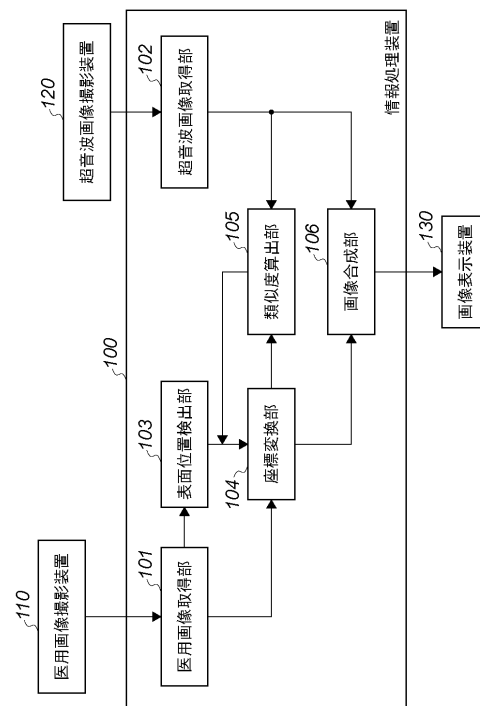 110
医用画像撮影装置
120
超音波画像撮影装置
100
101
医用画像取得部
103
表面位置検出部
102
超音波画像取得部
104
座標変換部
105
類似度算出部
106
画像合成部
情報処理装置
130
画像表示装置